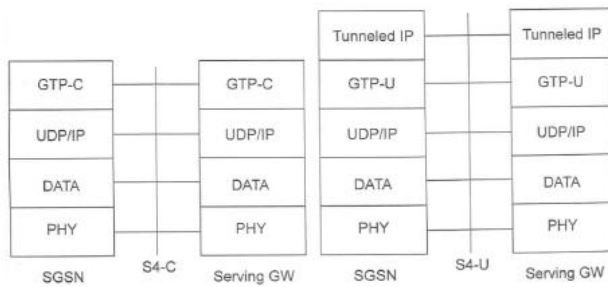 Tunneled IP
Tunneled IP
GTP-C
GTP-C
GTP-U
GTP-U
UDP/IP
UDP/IP
UDP/IP
UDP/IP
DATA
DATA
DATA
DATA
PHY
PHY
PHY
PHY
SGSN
S4-C
Serving GW
SGSN
S4-U
Serving GW